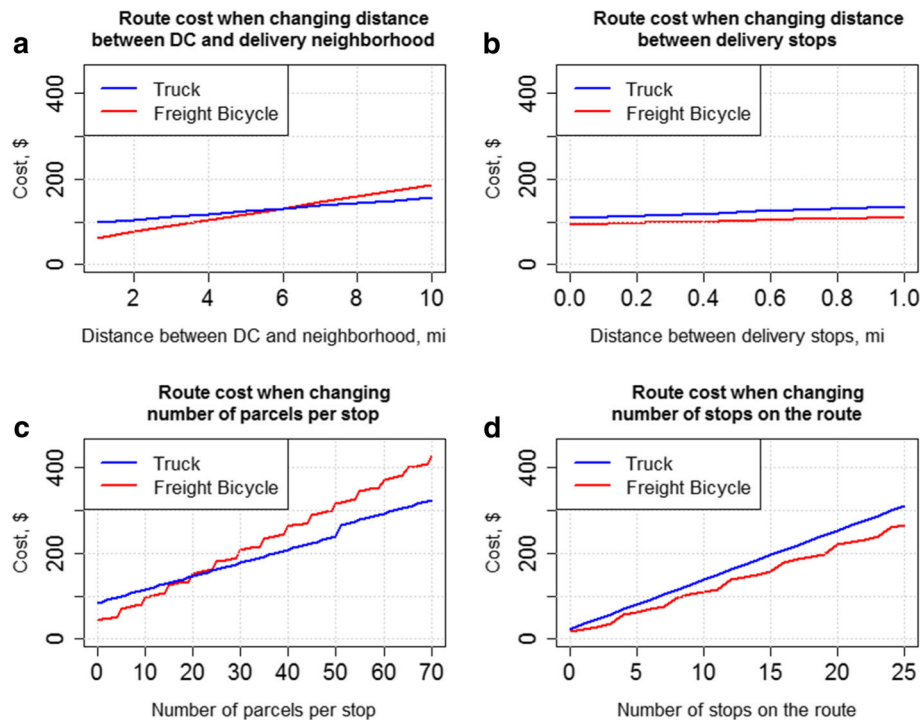 a
Route cost when changing distance
between DC and delivery neighborhood
Truck
Freight Bicycle
Cost, $
0
200
400
2
4
6
8
10
Distance between DC and neighborhood, mi
b
Route cost when changing distance
between delivery stops
Truck
Freight Bicycle
Cost, $
0
200
400
0.0
0.2
0.4
0.6
0.8
1.0
Distance between delivery stops, mi
c
Route cost when changing
number of parcels per stop
Truck
Freight Bicycle
Cost, $
0
200
400
0
10
20
30
40
50
60
70
Number of parcels per stop
d
Route cost when changing
number of stops on the route
Truck
Freight Bicycle
Cost, $
0
200
400
0
5
10
15
20
25
Number of stops on the route